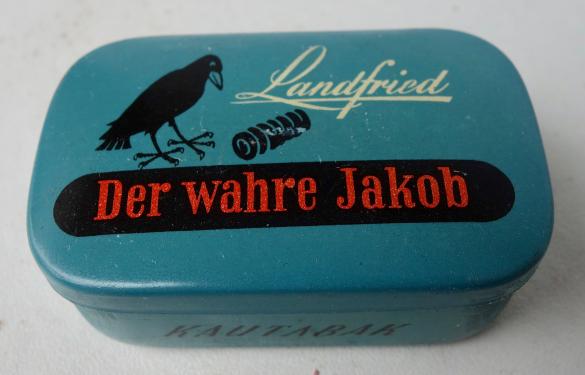 Landfried
Der wahre Jakob
KAUTABAK